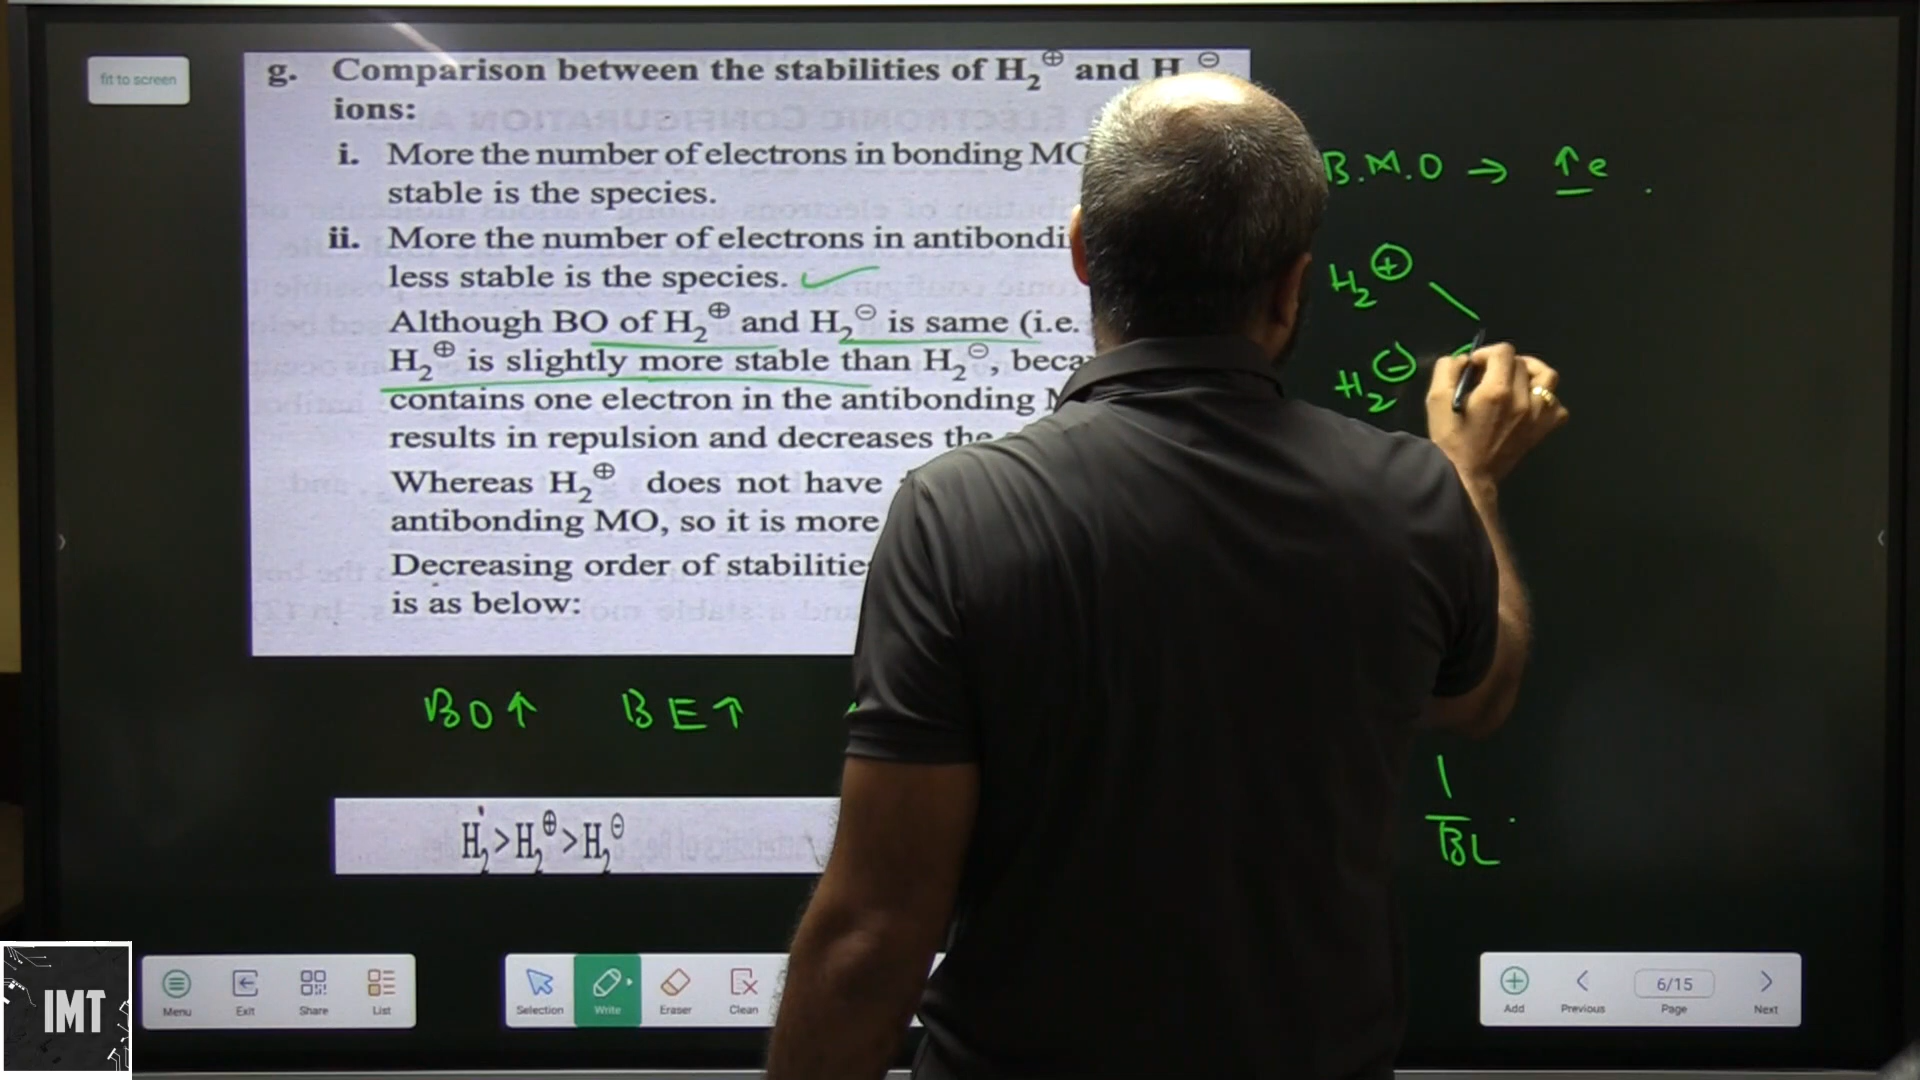 fit to screen
g. Comparison between the stabilities of H₂⊕ and H ⊖
ions:
i. More the number of electrons in bonding MO
stable is the species.
ii. More the number of electrons in antibondi
less stable is the species.
Although BO of H₂⊕ and H₂⊖ is same (i.e.
H₂⊕ is slightly more stable than H₂⊖, beca
contains one electron in the antibonding
results in repulsion and decreases the
Whereas H₂⊕ does not have
antibonding MO, so it is more
Decreasing order of stabilitie
is as below:
B.M.O → ↑e
H₂⊕
H₂⊖
BO↑ BE↑
1
BL
H₂>H₂⊕>H₂⊖
IMT
Menu Exit Share List
Selection Write Eraser Clean
Add Previous 6/15 Page Next